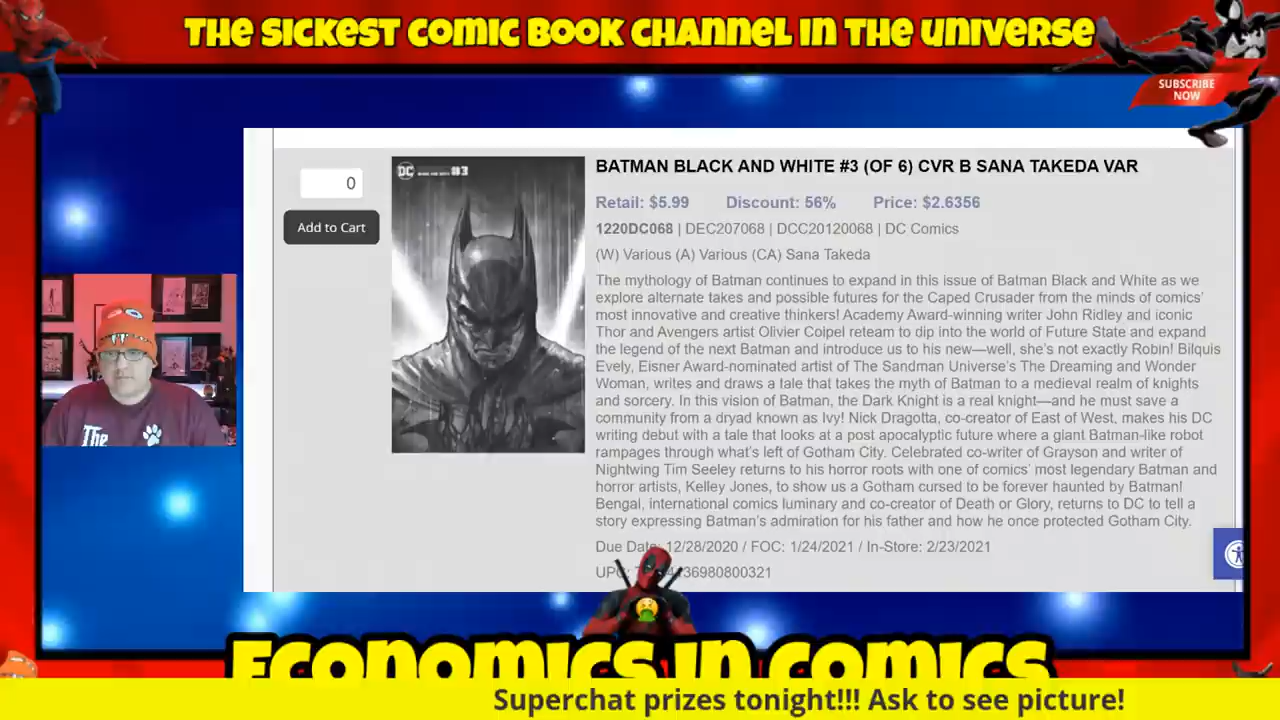 THE SICKEST COMIC BOOK CHANNEL IN THE UNIVERSE
SUBSCRIBE
NOW
0
Add to Cart
DC
#3
BATMAN BLACK AND WHITE #3 (OF 6) CVR B SANA TAKEDA VAR
Retail: $5.99 Discount: 56% Price: $2.6356
1220DC068 | DEC207068 | DCC20120068 | DC Comics
(W) Various (A) Various (CA) Sana Takeda
The mythology of Batman continues to expand in this issue of Batman Black and White as we
explore alternate takes and possible futures for the Caped Crusader from the minds of comics'
most innovative and creative thinkers! Academy Award-winning writer John Ridley and iconic
Thor and Avengers artist Olivier Coipel reteam to dip into the world of Future State and expand
the legend of the next Batman and introduce us to his new—well, she's not exactly Robin! Bilquis
Evely, Eisner Award-nominated artist of The Sandman Universe's The Dreaming and Wonder
Woman, writes and draws a tale that takes the myth of Batman to a medieval realm of knights
and sorcery. In this vision of Batman, the Dark Knight is a real knight—and he must save a
community from a dryad known as Ivy! Nick Dragotta, co-creator of East of West, makes his DC
writing debut with a tale that looks at a post apocalyptic future where a giant Batman-like robot
rampages through what's left of Gotham City. Celebrated co-writer of Grayson and writer of
Nightwing Tim Seeley returns to his horror roots with one of comics' most legendary Batman and
horror artists, Kelley Jones, to show us a Gotham cursed to be forever haunted by Batman!
Bengal, international comics luminary and co-creator of Death or Glory, returns to DC to tell a
story expressing Batman's admiration for his father and how he once protected Gotham City.
Due Date: 12/28/2020 / FOC: 1/24/2021 / In-Store: 2/23/2021
UPC:
The
ECONOMICS IN COMICS
Superchat prizes tonight!!! Ask to see picture!